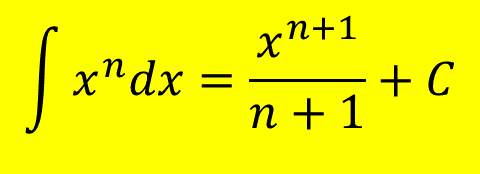 ∫ xⁿdx = xⁿ⁺¹/(n + 1) + C